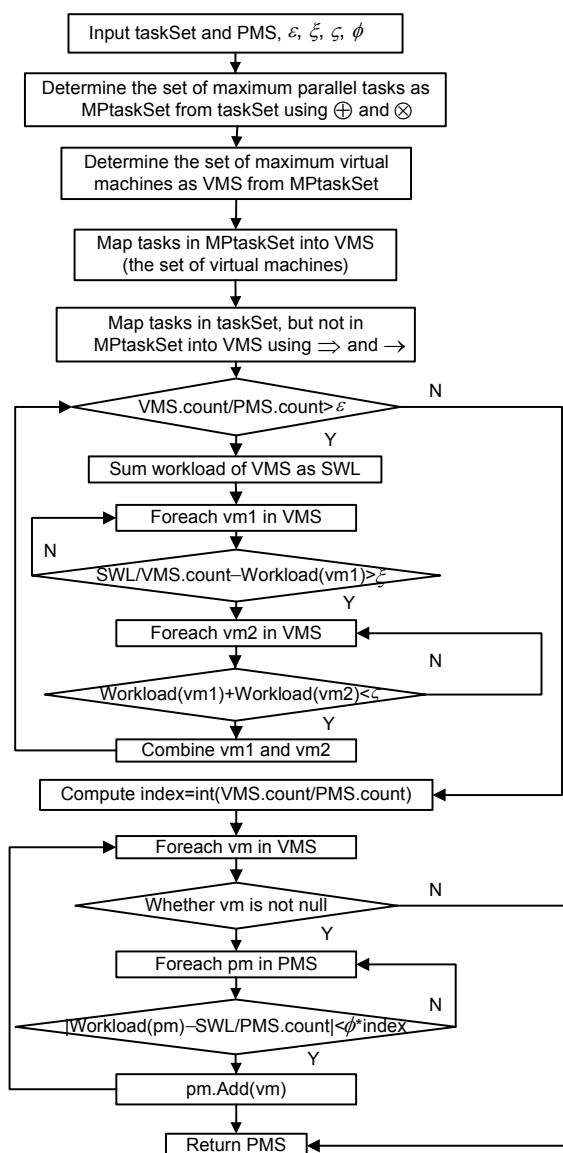 Input taskSet and PMS, ε, ξ, ς, ϕ
Determine the set of maximum parallel tasks as
MPtaskSet from taskSet using ⊕ and ⊗
Determine the set of maximum virtual
machines as VMS from MPtaskSet
Map tasks in MPtaskSet into VMS
(the set of virtual machines)
Map tasks in taskSet, but not in
MPtaskSet into VMS using ⇒ and →
VMS.count/PMS.count>ε
N
Y
Sum workload of VMS as SWL
Foreach vm1 in VMS
N
SWL/VMS.count–Workload(vm1)>ξ
Y
Foreach vm2 in VMS
N
Workload(vm1)+Workload(vm2)<ς
Y
Combine vm1 and vm2
Compute index=int(VMS.count/PMS.count)
Foreach vm in VMS
Whether vm is not null
N
Y
Foreach pm in PMS
N
|Workload(pm)–SWL/PMS.count|<ϕ*index
Y
pm.Add(vm)
Return PMS